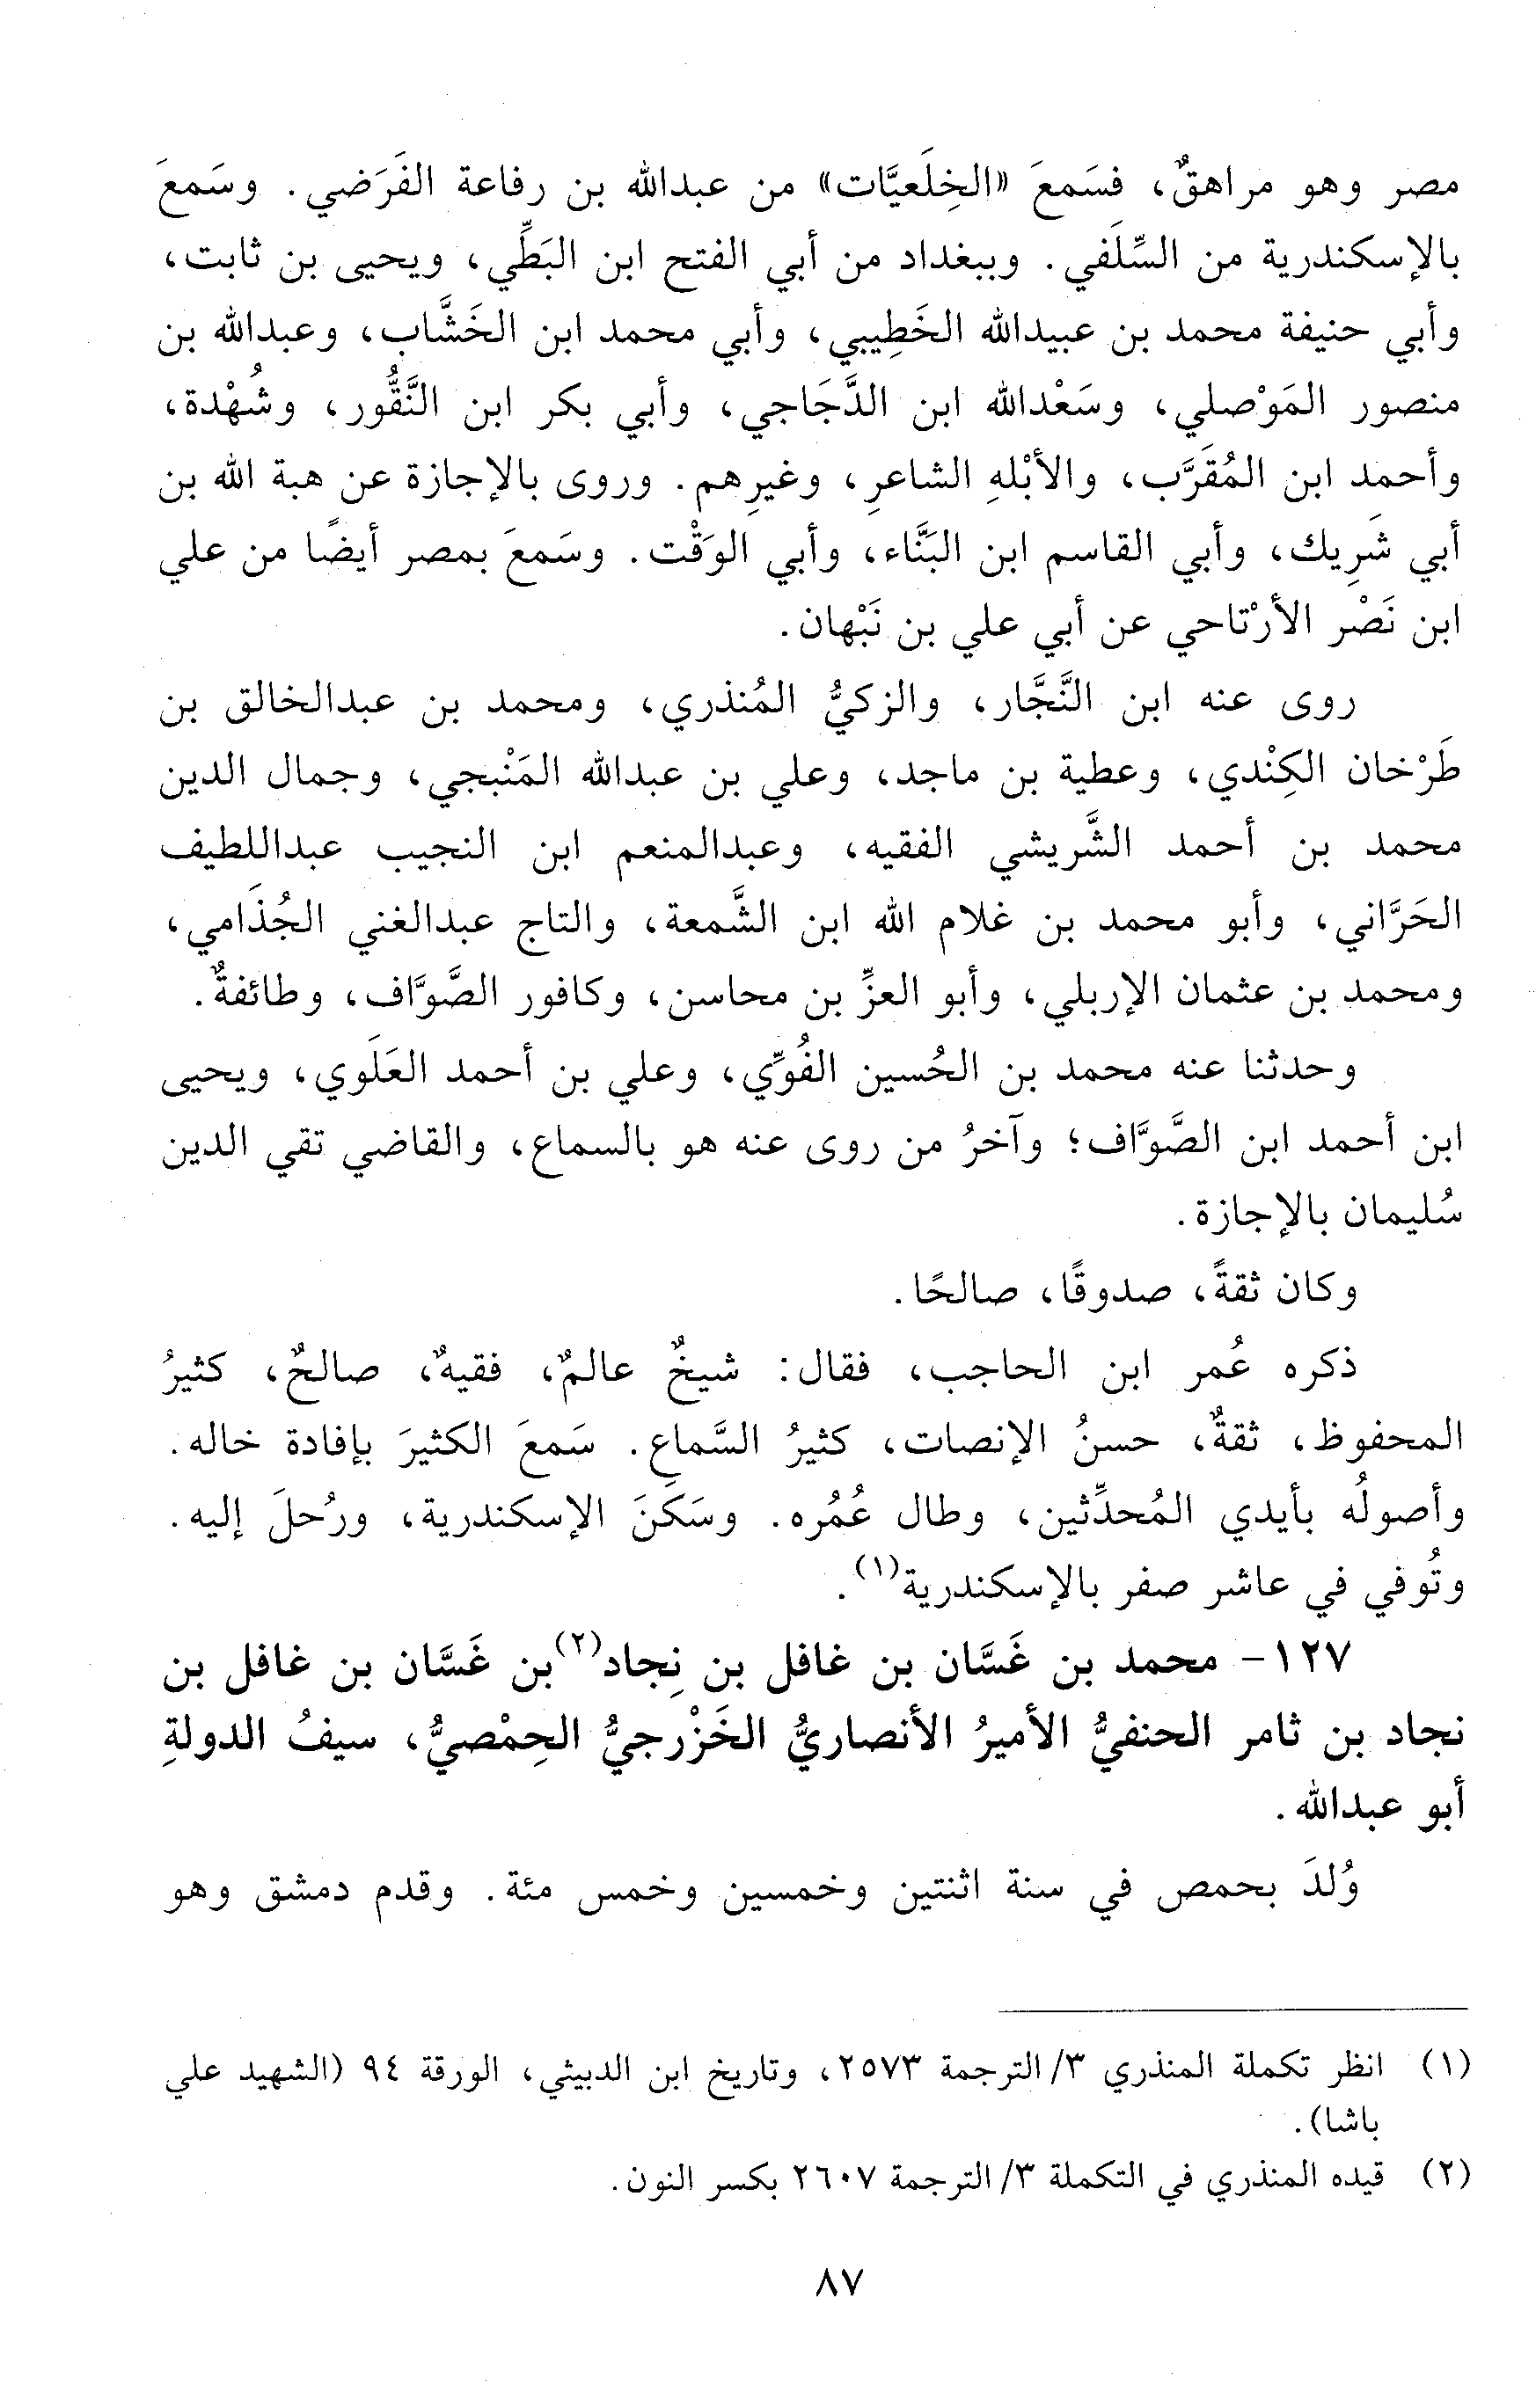 مصر وهو مراهقٌ، فسَمعَ «الخِلَعيَّات» من عبدالله بن رفاعة الفَرَضي. وسَمعَ
بالإسكندرية من السِّلَفي. وببغداد من أبي الفتح ابن البَطِّي، ويحيى بن ثابت،
وأبي حنيفة محمد بن عبيدالله الخَطِيبي، وأبي محمد ابن الخَشَّاب، وعبدالله بن
منصور المَوْصلي، وسَعْدالله ابن الدَّجَاجي، وأبي بكر ابن النَّقُّور، وشُهْدة،
وأحمد ابن المُقَرَّب، والأبْلهِ الشاعرِ، وغيرِهم. وروى بالإجازة عن هبة الله بن
أبي شَرِيك، وأبي القاسم ابن البَنَّاء، وأبي الوَقْت. وسَمعَ بمصر أيضًا من علي
ابن نَصْر الأرْتاحي عن أبي علي بن نَبْهان.
روى عنه ابن النَّجَّار، والزكيُّ المُنذري، ومحمد بن عبدالخالق بن
طَرْخان الكِنْدي، وعطية بن ماجد، وعلي بن عبدالله المَنْبجي، وجمال الدين
محمد بن أحمد الشَّريشي الفقيه، وعبدالمنعم ابن النجيب عبداللطيف
الحَرَّاني، وأبو محمد بن غلام الله ابن الشَّمعة، والتاج عبدالغني الجُذَامي،
ومحمد بن عثمان الإربلي، وأبو العزِّ بن محاسن، وكافور الصَّوَّاف، وطائفةٌ.
وحدثنا عنه محمد بن الحُسين الفُوِّي، وعلي بن أحمد العَلَوي، ويحيى
ابن أحمد ابن الصَّوَّاف؛ وآخرُ من روى عنه هو بالسماع، والقاضي تقي الدين
سُليمان بالإجازة.
وكان ثقةً، صدوقًا، صالحًا.
ذكره عُمر ابن الحاجب، فقال: شيخٌ عالمٌ، فقيهٌ، صالحٌ، كثيرُ
المحفوظ، ثقةٌ، حسنُ الإنصات، كثيرُ السَّماعِ. سَمعَ الكثيرَ بإفادة خاله.
وأصولُه بأيدي المُحدِّثين، وطال عُمُره. وسَكَنَ الإسكندرية، ورُحلَ إليه.
وتُوفي في عاشر صفر بالإسكندرية(١).
١٢٧- محمد بن غَسَّان بن غافل بن نِجاد(٢)بن غَسَّان بن غافل بن
نجاد بن ثامر الحنفيُّ الأميرُ الأنصاريُّ الخَزْرجيُّ الحِمْصيُّ، سيفُ الدولةِ
أبو عبدالله.
وُلدَ بحمص في سنة اثنتين وخمسين وخمس مئة. وقدم دمشق وهو
(١) انظر تكملة المنذري ٣/ الترجمة ٢٥٧٣، وتاريخ ابن الدبيثي، الورقة ٩٤ (الشهيد علي
باشا).
(٢) قيده المنذري في التكملة ٣/ الترجمة ٢٦٠٧ بكسر النون.
٨٧